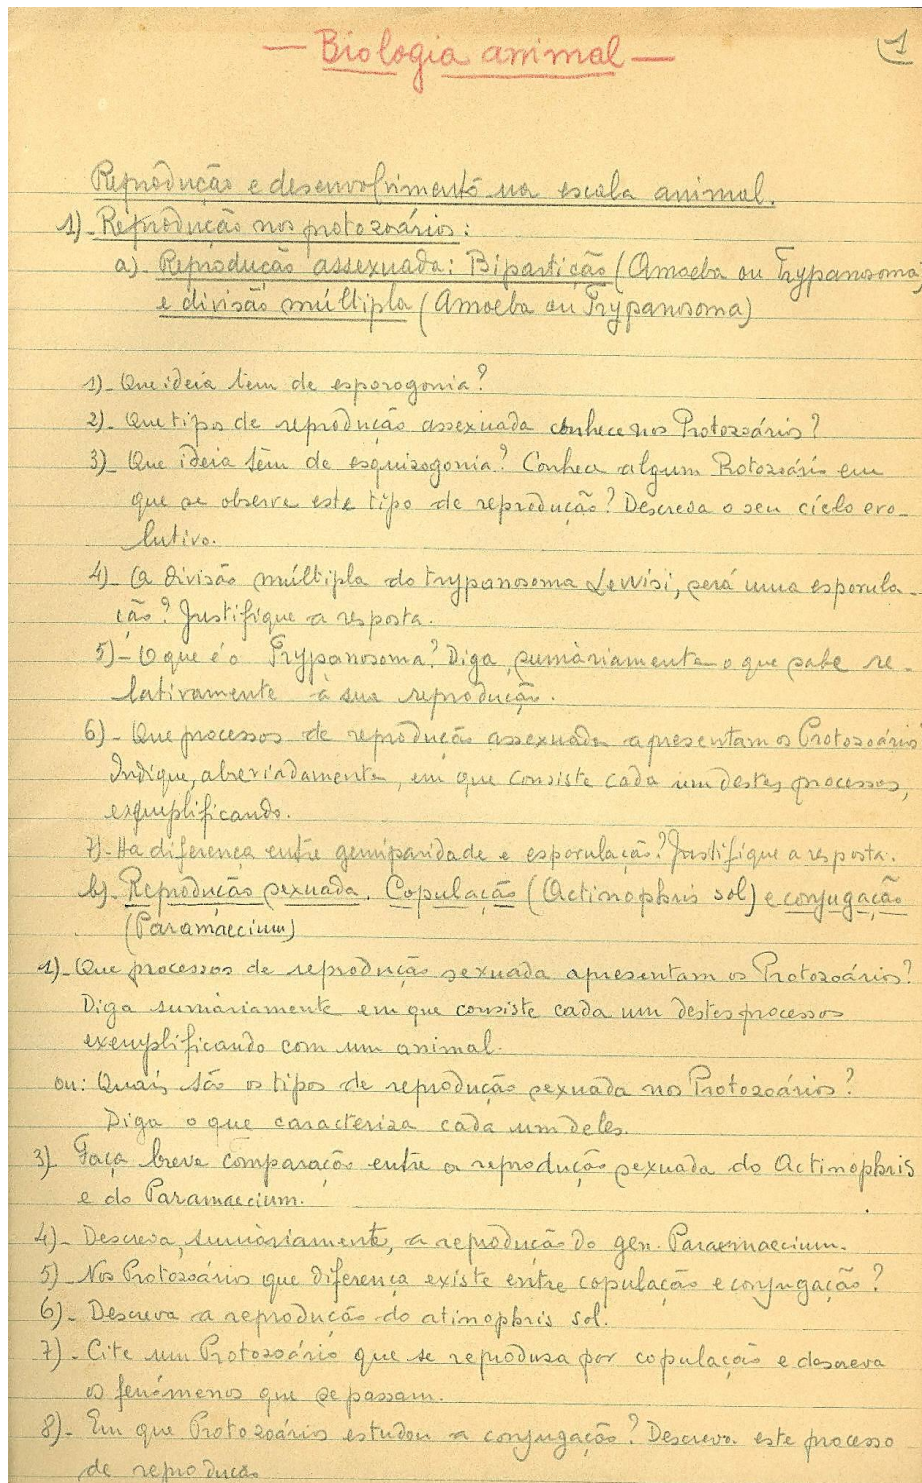 — Biologia animal —
1
Reprodução e desenvolvimento na escala animal.
1)- Reprodução nos protozoários:
a)- Reprodução assexuada: Bipartição (Amoeba ou Trypanosoma)
e divisão múltipla (Amoeba ou Trypanosoma)
1)- Que ideia tem de esporogonia?
2)- Que tipos de reprodução assexuada conhece nos Protozoários?
3)- Que ideia tem de esquizogonia? Conhece algum Protozoário em
que se observe este tipo de reprodução? Descreva o seu ciclo evo-
lutivo.
4)- A divisão múltipla do trypanosoma Lewisi, será uma esporula-
ção? Justifique a resposta.
5)- O que é o Trypanosoma? Diga, sumàriamente o que sabe re-
lativamente à sua reprodução.
6)- Que processos de reprodução assexuada apresentam os Protozoários
Indique, abreviadamente, em que consiste cada um destes processos,
exemplificando.
7)- Ha diferença entre gemiparidade e esporulação? Justifique a resposta.
b)- Reprodução sexuada. Copulação (Actinophris sol) e conjugação
(Paramaecium)
1)- Que processos de reprodução sexuada apresentam os Protozoários?
Diga sumàriamente em que consiste cada um destes processos
exemplificando com um animal.
ou: Quais são os tipos de reprodução sexuada nos Protozoários?
Diga o que caracteriza cada um deles.
3) Faça breve comparação entre a reprodução sexuada do Actinophris
e do Paramaecium.
4)- Descreva, sumàriamente, a reprodução do gen. Paramaecium.
5)- Nos Protozoários que diferença existe entre copulação e conjugação?
6)- Descreva a reprodução do atinophris sol.
7)- Cite um Protozoário que se reproduza por copulação e descreva
os fenómenos que se passam.
8)- Em que Protozoários estudou a conjugação? Descreva este processo
de reprodução